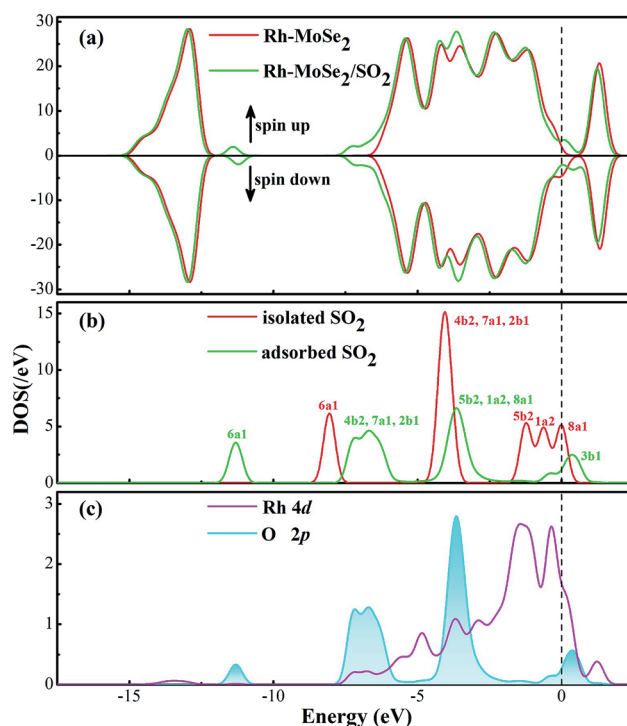 (a)
Rh-MoSe2
Rh-MoSe2/SO2
spin up
spin down
30
20
10
0
-10
-20
-30
(b)
isolated SO2
adsorbed SO2
4b2, 7a1, 2b1
6a1
6a1
4b2, 7a1, 2b1
5b2, 1a2, 8a1
5b2
1a2
8a1
3b1
15
10
5
0
DOS(/eV)
(c)
Rh 4d
O 2p
3
2
1
0
-15
-10
-5
0
Energy (eV)